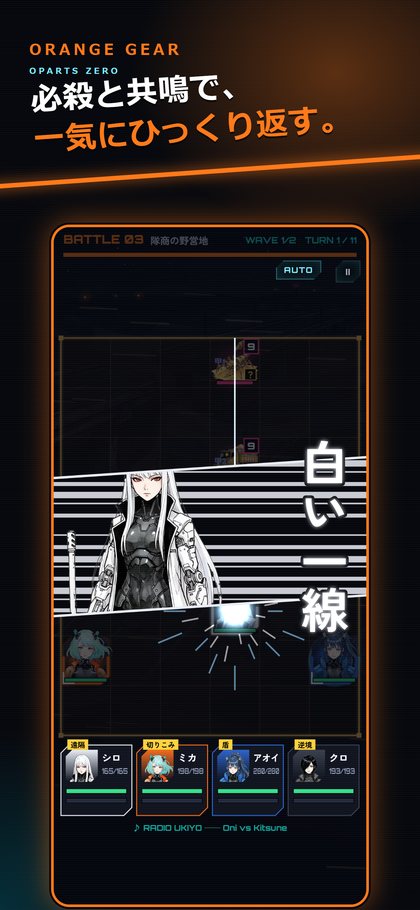 ORANGE GEAR
OPARTS ZERO
必殺と共鳴で、
一気にひっくり返す。
BATTLE 03 隊商の野営地 WAVE 1/2 TURN 1 / 11
AUTO
9
?
9
白い一線
遠隔
シロ
165/165
切りこみ
ミカ
198/198
盾
アオイ
280/280
逆境
クロ
193/193
♪ RADIO UKIYO ── Oni vs Kitsune